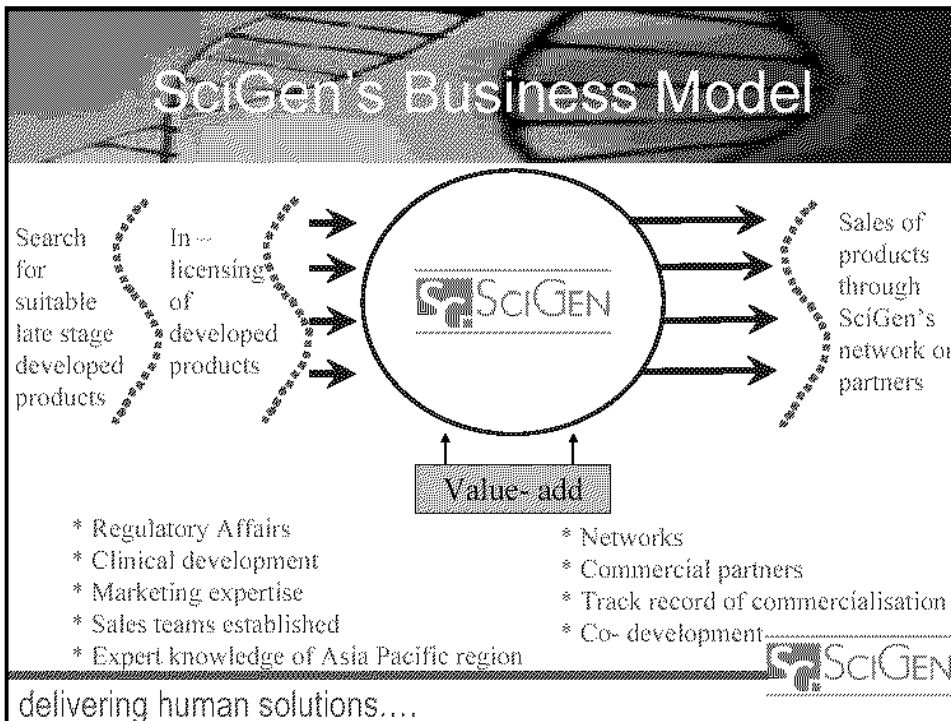 SciGen's Business Model
Search
for
suitable
late stage
developed
products
In --
licensing
of
developed
products
SCIGEN
Sales of
products
through
SciGen's
network or
partners
Value- add
* Regulatory Affairs
* Clinical development
* Marketing expertise
* Sales teams established
* Expert knowledge of Asia Pacific region
* Networks
* Commercial partners
* Track record of commercialisation
* Co- development
SCIGEN
delivering human solutions....